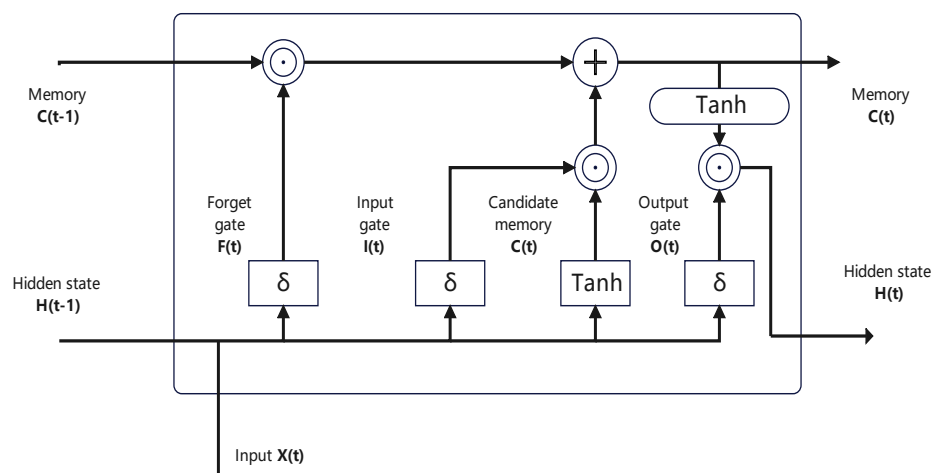 Memory
C(t-1)
Tanh
Memory
C(t)
Forget
gate
F(t)
Input
gate
I(t)
Candidate
memory
C(t)
Output
gate
O(t)
Hidden state
H(t-1)
δ
δ
Tanh
δ
Hidden state
H(t)
Input X(t)